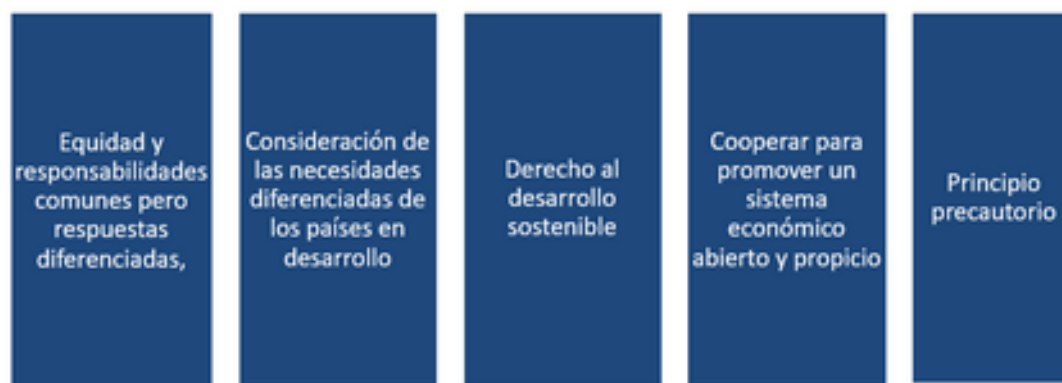 Equidad y
responsabilidades
comunes pero
respuestas
diferenciadas,
Consideración de
las necesidades
diferenciadas de
los países en
desarrollo
Derecho al
desarrollo
sostenible
Cooperar para
promover un
sistema
económico
abierto y propicio
Principio
precautorio